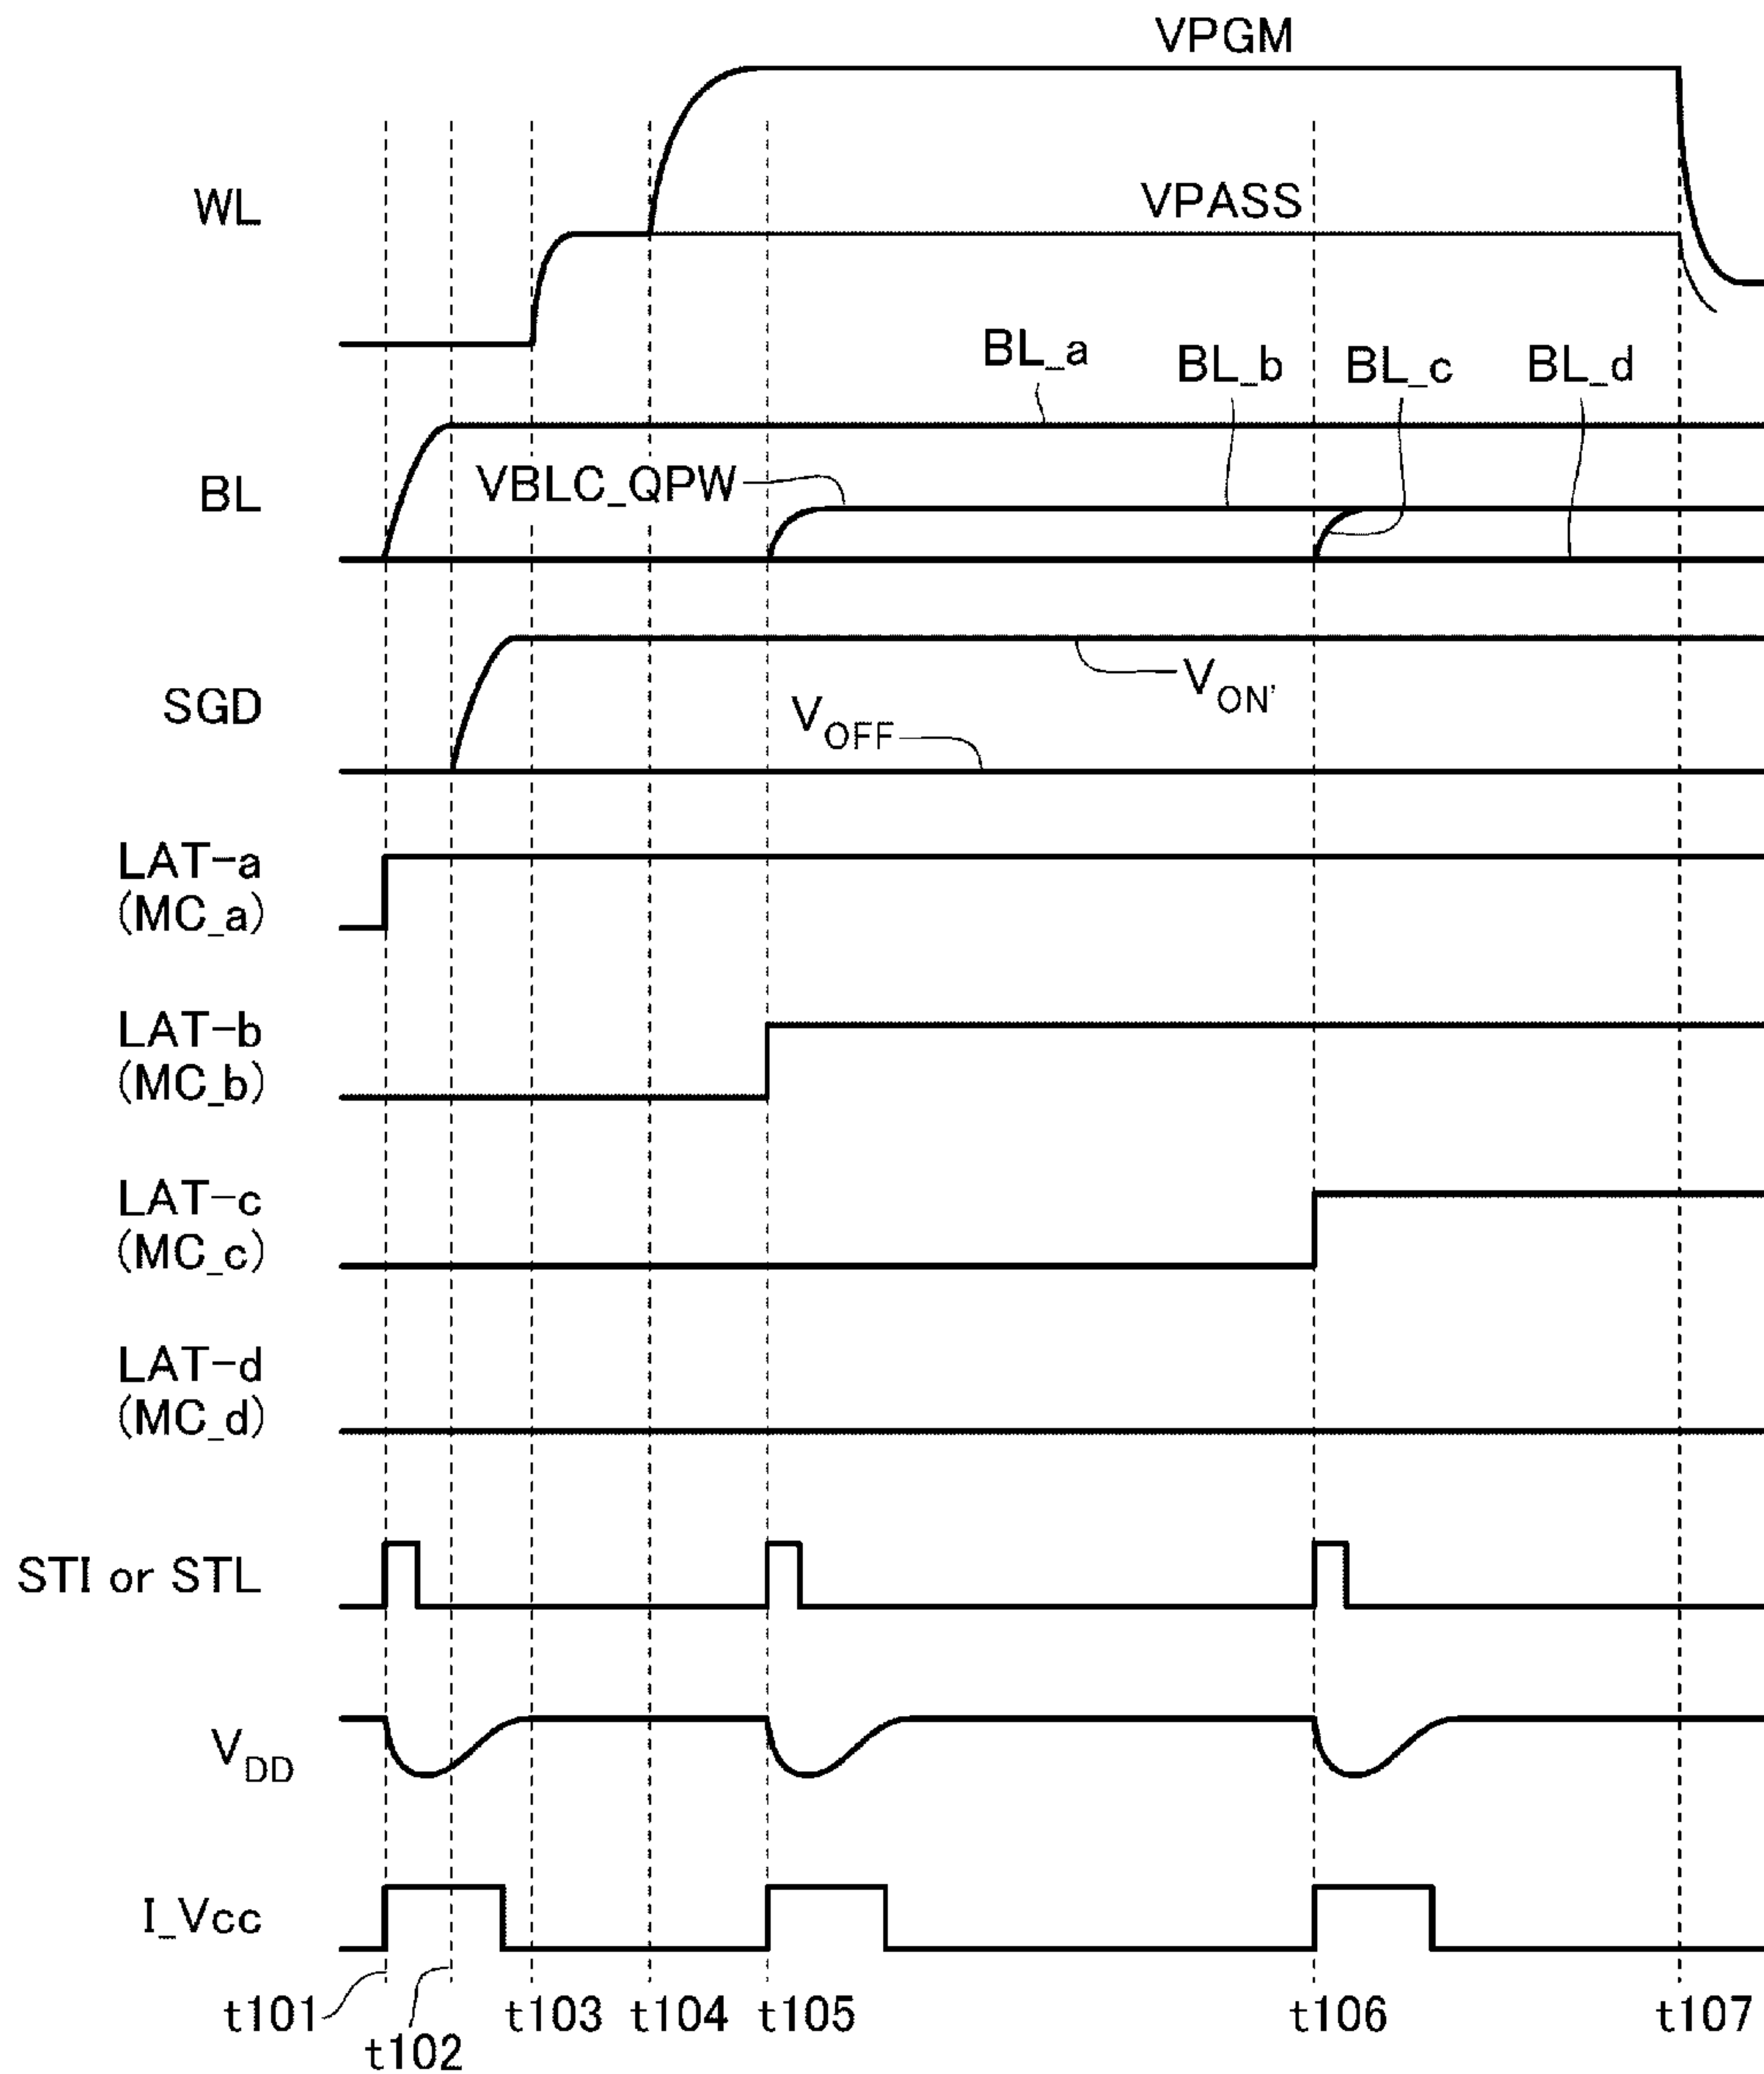 VPGM
WL
VPASS
BL_a
BL_b
BL_c
BL_d
BL
VBLC_QPW
SGD
VON'
VOFF
LAT-a
(MC_a)
LAT-b
(MC_b)
LAT-c
(MC_c)
LAT-d
(MC_d)
STI or STL
VDD
I_Vcc
t101
t102
t103
t104
t105
t106
t107